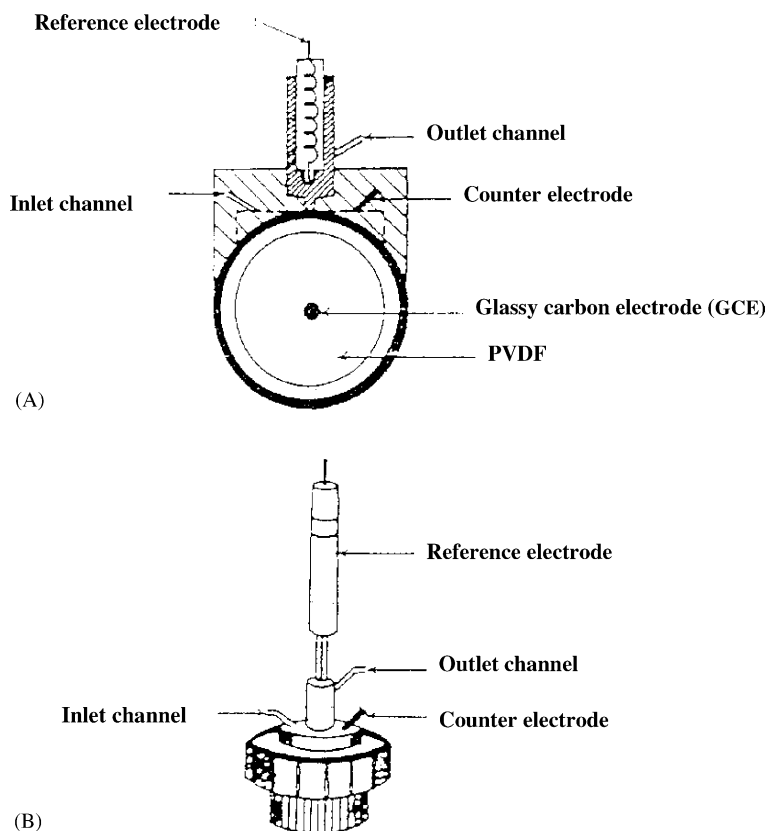 Reference electrode
Outlet channel
Counter electrode
Inlet channel
Glassy carbon electrode (GCE)
PVDF
(A)
Reference electrode
Outlet channel
Inlet channel
Counter electrode
(B)